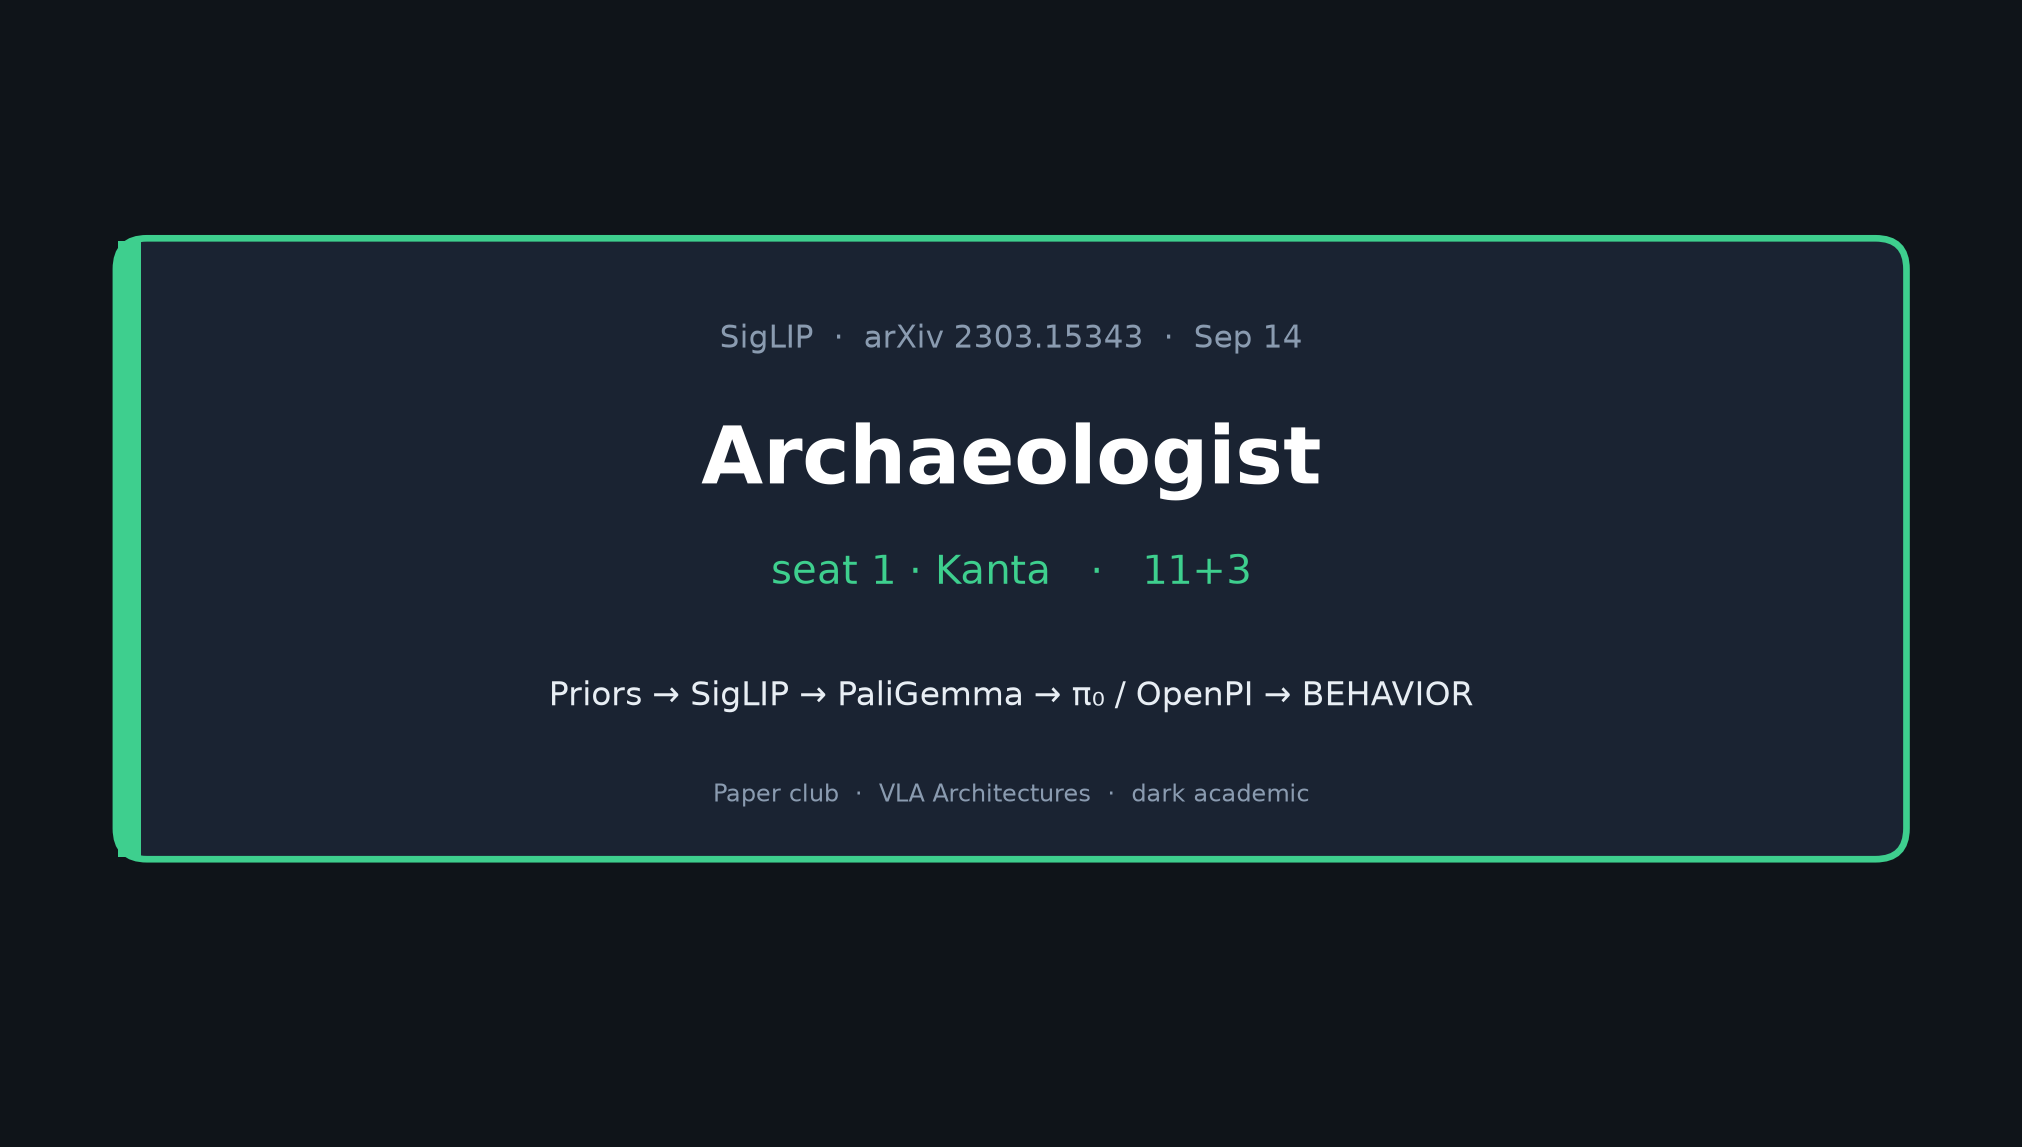 SigLIP · arXiv 2303.15343 · Sep 14
Archaeologist
seat 1 · Kanta · 11+3
Priors → SigLIP → PaliGemma → π₀ / OpenPI → BEHAVIOR
Paper club · VLA Architectures · dark academic